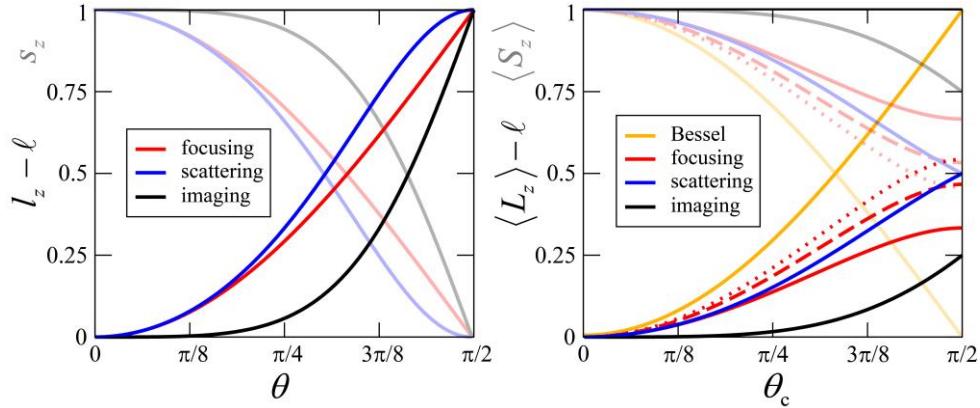 1
0.75
0.5
0.25
0
l_z − ℓ
s_z
focusing
scattering
imaging
0
π/8
π/4
3π/8
π/2
θ
1
0.75
0.5
0.25
0
⟨L_z⟩ − ℓ
⟨S_z⟩
Bessel
focusing
scattering
imaging
0
π/8
π/4
3π/8
π/2
θ_c